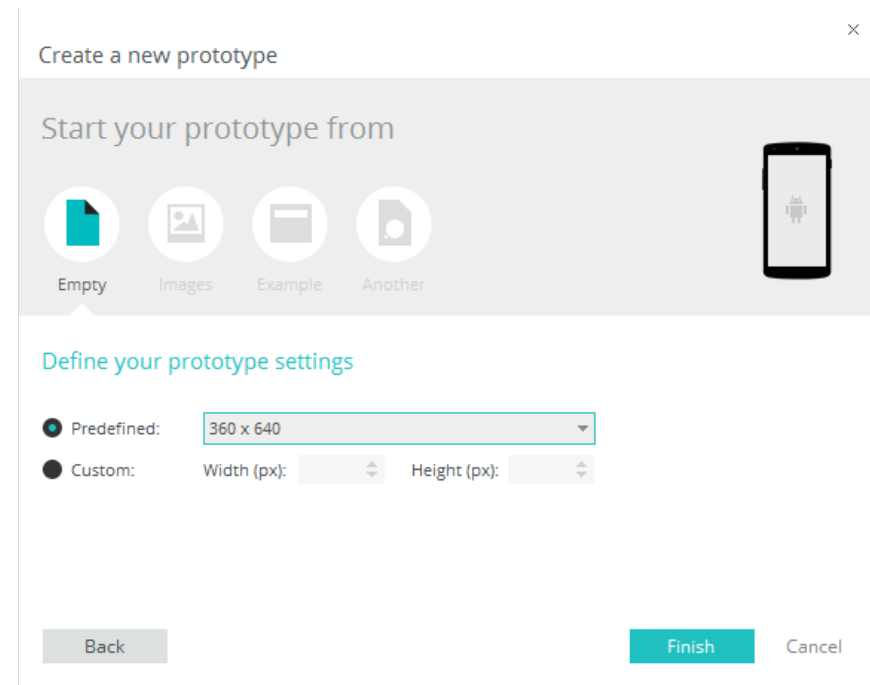 Create a new prototype
Start your prototype from
Empty Images Example Another
Define your prototype settings
Predefined: 360 x 640
Custom: Width (px): Height (px):
Back Finish Cancel